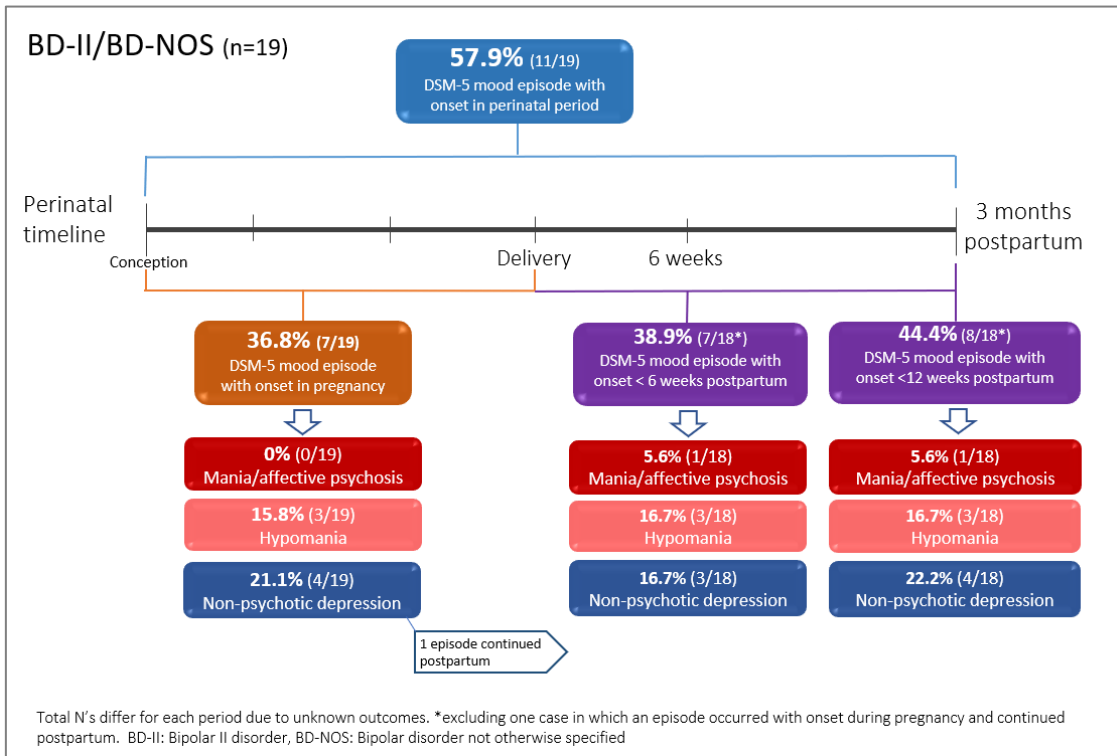 BD-II/BD-NOS (n=19)
57.9% (11/19)
DSM-5 mood episode with
onset in perinatal period
Perinatal
timeline
Conception
Delivery
6 weeks
3 months
postpartum
36.8% (7/19)
DSM-5 mood episode
with onset in pregnancy
38.9% (7/18*)
DSM-5 mood episode with
onset < 6 weeks postpartum
44.4% (8/18*)
DSM-5 mood episode with
onset <12 weeks postpartum
0% (0/19)
Mania/affective psychosis
5.6% (1/18)
Mania/affective psychosis
5.6% (1/18)
Mania/affective psychosis
15.8% (3/19)
Hypomania
16.7% (3/18)
Hypomania
16.7% (3/18)
Hypomania
21.1% (4/19)
Non-psychotic depression
16.7% (3/18)
Non-psychotic depression
22.2% (4/18)
Non-psychotic depression
1 episode continued
postpartum
Total N’s differ for each period due to unknown outcomes. *excluding one case in which an episode occurred with onset during pregnancy and continued
postpartum. BD-II: Bipolar II disorder, BD-NOS: Bipolar disorder not otherwise specified